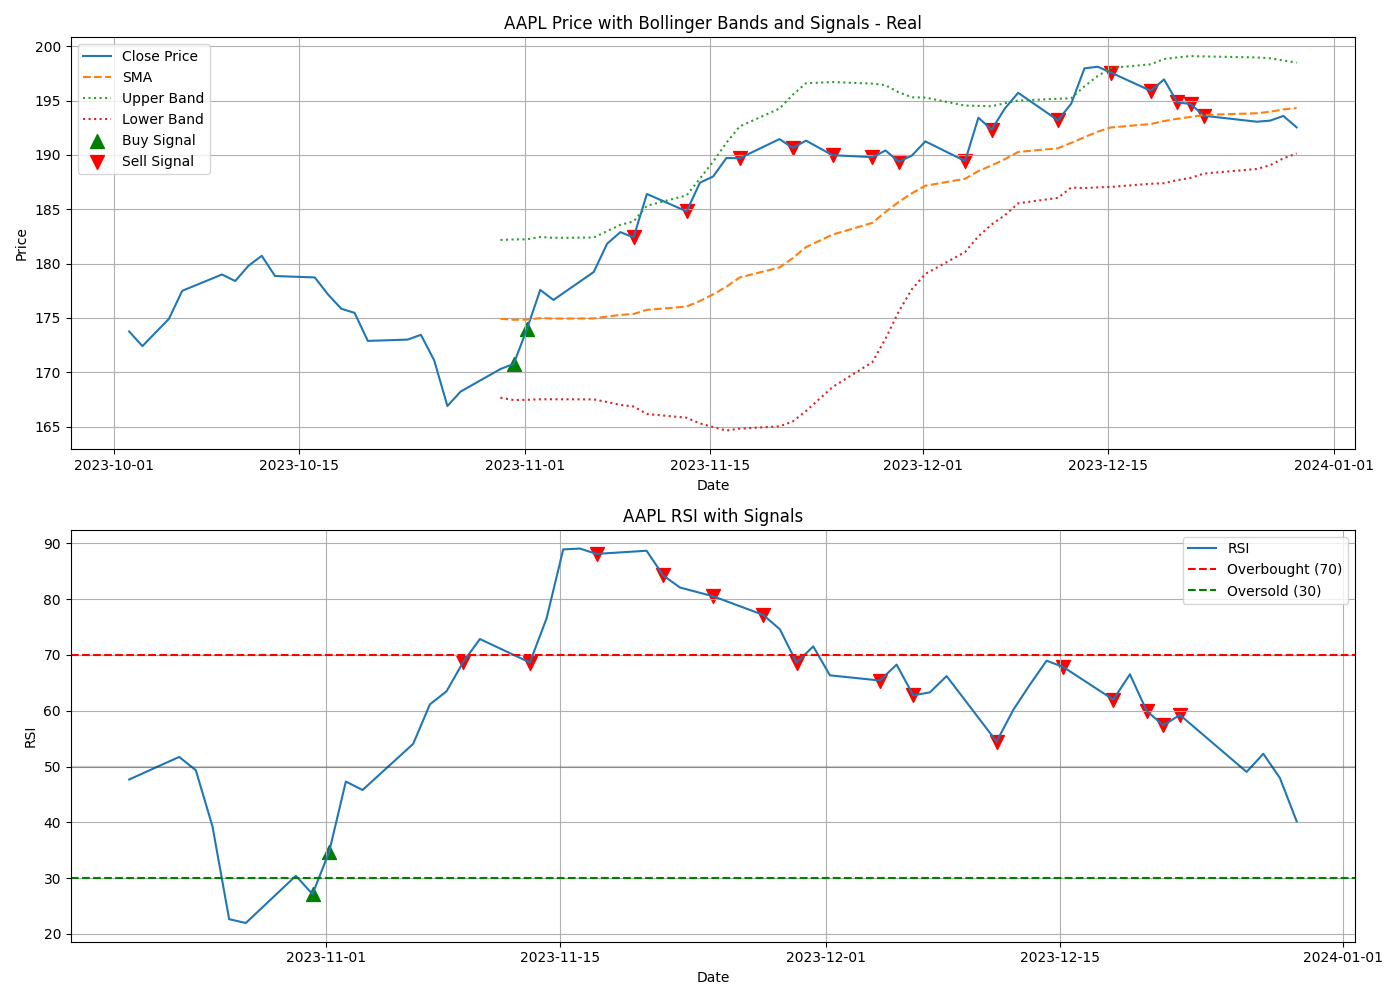 AAPL Price with Bollinger Bands and Signals - Real
Close Price
SMA
Upper Band
Lower Band
Buy Signal
Sell Signal
Price
200
195
190
185
180
175
170
165
2023-10-01 2023-10-15 2023-11-01 2023-11-15 2023-12-01 2023-12-15 2024-01-01
Date
AAPL RSI with Signals
RSI
Overbought (70)
Oversold (30)
RSI
90
80
70
60
50
40
30
20
2023-11-01 2023-11-15 2023-12-01 2023-12-15 2024-01-01
Date